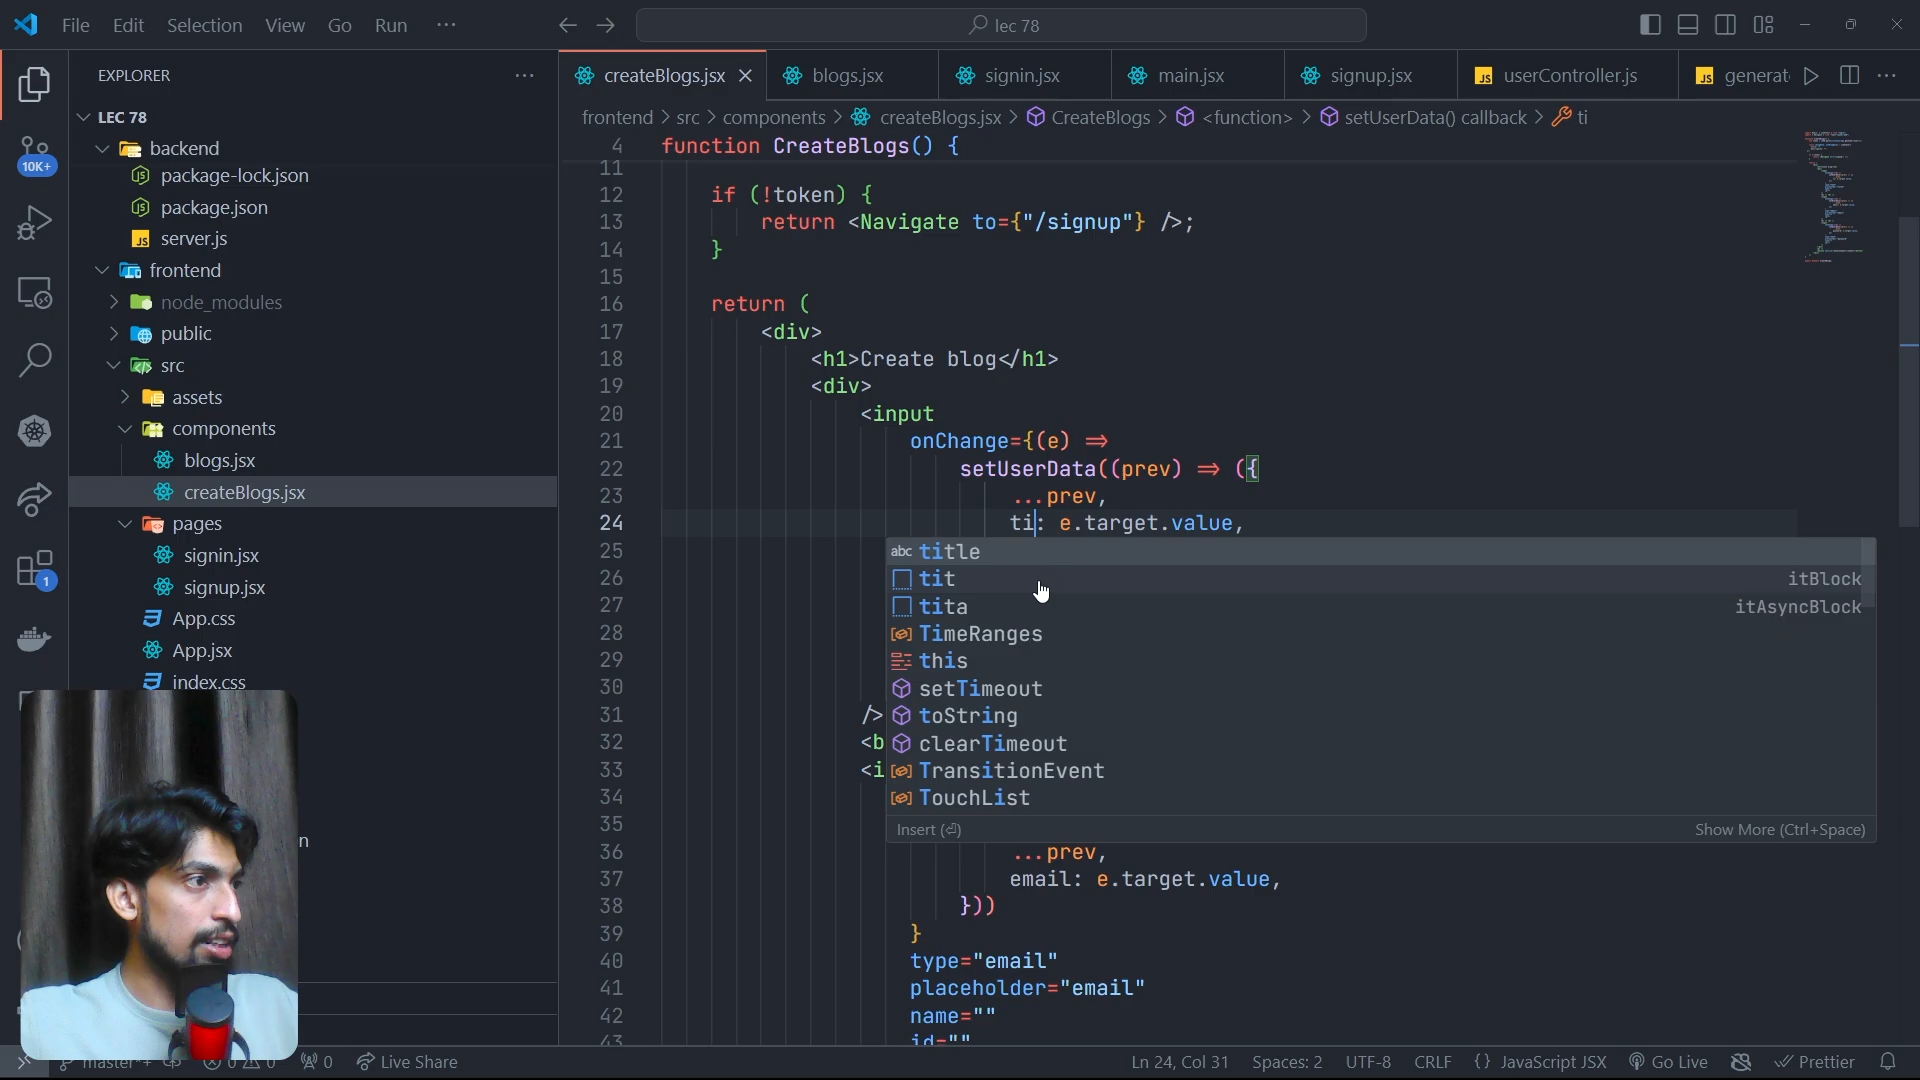 File Edit Selection View Go Run ···
lec 78
EXPLORER
createBlogs.jsx
blogs.jsx
signin.jsx
main.jsx
signup.jsx
JS userController.js
JS generat
10K+
1
LEC 78
backend
package-lock.json
package.json
JS server.js
frontend
node_modules
public
src
assets
components
blogs.jsx
createBlogs.jsx
pages
signin.jsx
signup.jsx
App.css
App.jsx
index.css
n
frontend > src > components > createBlogs.jsx > CreateBlogs > <function> > setUserData() callback > ti
4 function CreateBlogs() {
11
12 if (!token) {
13 return <Navigate to={"/signup"} />;
14 }
15
16 return (
17 <div>
18 <h1>Create blog</h1>
19 <div>
20 <input
21 onChange={(e) ⇒
22 setUserData((prev) ⇒ ({
23 ...prev,
24 ti: e.target.value,
25 abc title
26 tit itBlock
27 tita itAsyncBlock
28 TimeRanges
29 this
30 setTimeout
31 /> toString
32 <b clearTimeout
33 <i TransitionEvent
34 TouchList
35 Insert (⏎) Show More (Ctrl+Space)
36 ...prev,
37 email: e.target.value,
38 }))
39 }
40 type="email"
41 placeholder="email"
42 name=""
43 id=""
master*+ 0 0 0 Live Share Ln 24, Col 31 Spaces: 2 UTF-8 CRLF {} JavaScript JSX Go Live Prettier